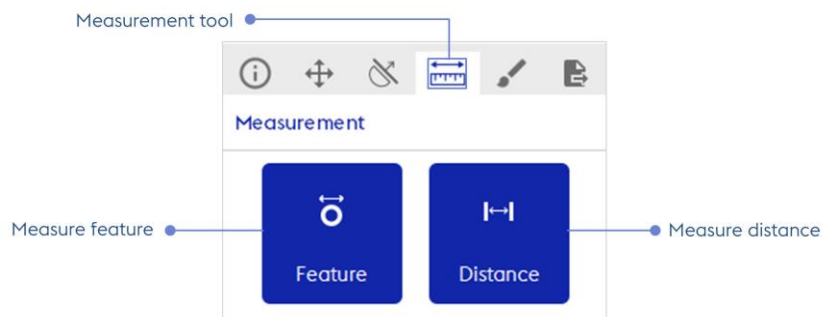 Measurement tool
Measurement
Measure feature
Feature
Distance
Measure distance